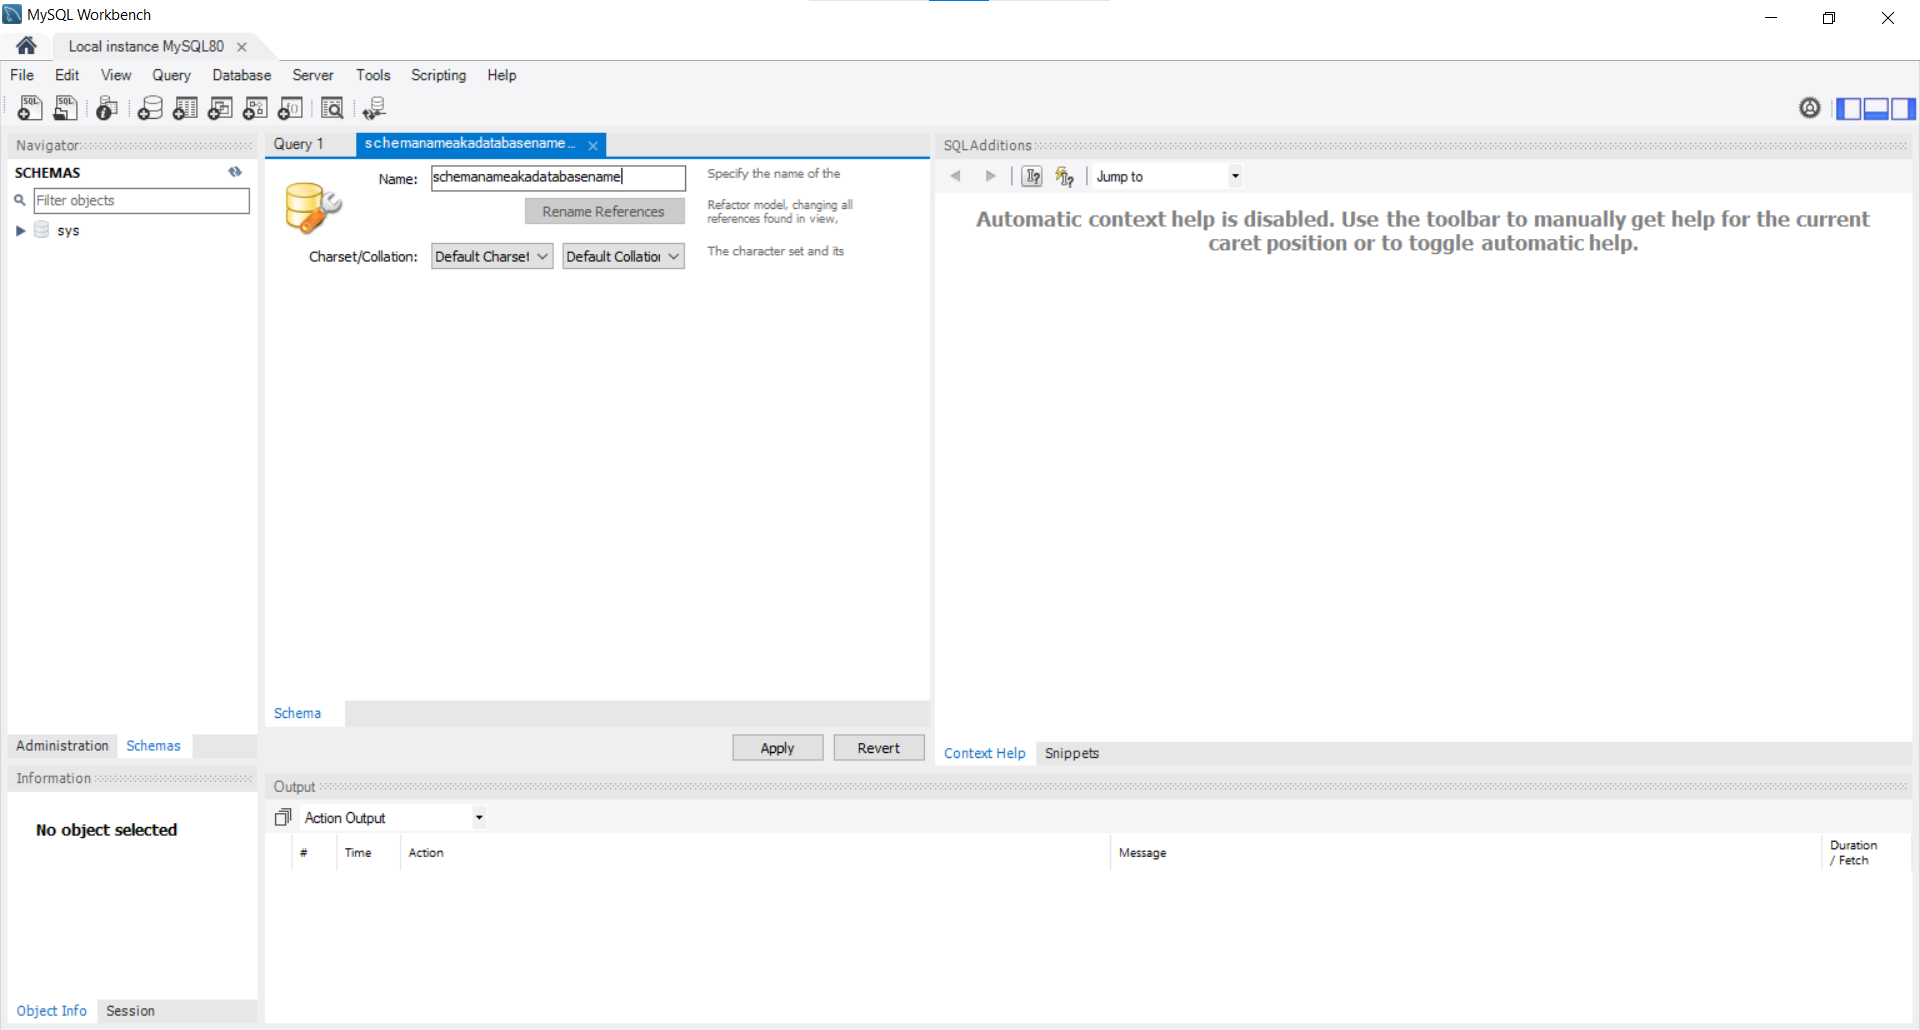 MySQL Workbench
Local instance MySQL80
File Edit View Query Database Server Tools Scripting Help
Navigator
SCHEMAS
Filter objects
sys
Administration Schemas
Information
No object selected
Object Info Session
Query 1 schemanameakadatabasename ...
Name: schemanameakadatabasename
Specify the name of the
Rename References
Refactor model, changing all
references found in view,
Charset/Collation: Default Charset Default Collation
The character set and its
Schema
Apply Revert
SQLAdditions
Jump to
Automatic context help is disabled. Use the toolbar to manually get help for the current
caret position or to toggle automatic help.
Context Help Snippets
Output
Action Output
# Time Action Message Duration
/ Fetch